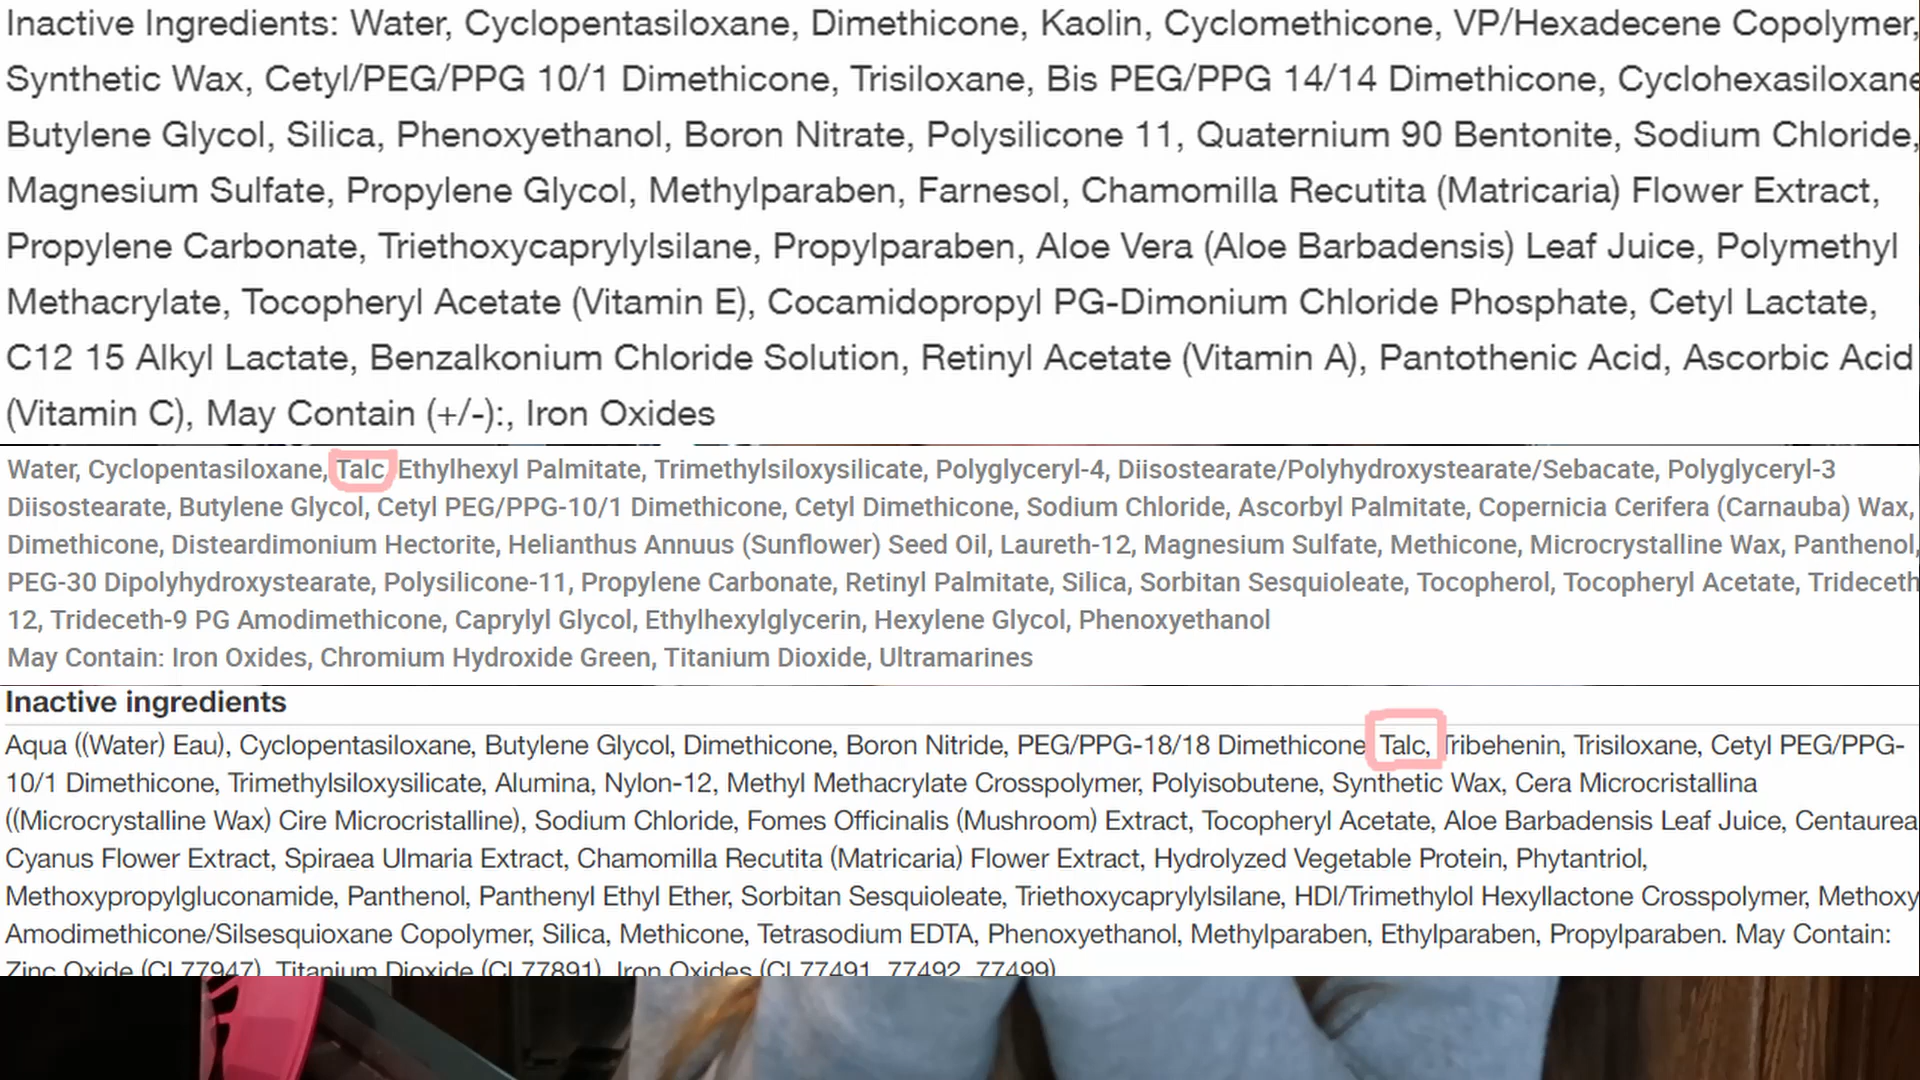 Inactive Ingredients: Water, Cyclopentasiloxane, Dimethicone, Kaolin, Cyclomethicone, VP/Hexadecene Copolymer,
Synthetic Wax, Cetyl/PEG/PPG 10/1 Dimethicone, Trisiloxane, Bis PEG/PPG 14/14 Dimethicone, Cyclohexasiloxane
Butylene Glycol, Silica, Phenoxyethanol, Boron Nitrate, Polysilicone 11, Quaternium 90 Bentonite, Sodium Chloride,
Magnesium Sulfate, Propylene Glycol, Methylparaben, Farnesol, Chamomilla Recutita (Matricaria) Flower Extract,
Propylene Carbonate, Triethoxycaprylylsilane, Propylparaben, Aloe Vera (Aloe Barbadensis) Leaf Juice, Polymethyl
Methacrylate, Tocopheryl Acetate (Vitamin E), Cocamidopropyl PG-Dimonium Chloride Phosphate, Cetyl Lactate,
C12 15 Alkyl Lactate, Benzalkonium Chloride Solution, Retinyl Acetate (Vitamin A), Pantothenic Acid, Ascorbic Acid
(Vitamin C), May Contain (+/-):, Iron Oxides
Water, Cyclopentasiloxane, Talc, Ethylhexyl Palmitate, Trimethylsiloxysilicate, Polyglyceryl-4, Diisostearate/Polyhydroxystearate/Sebacate, Polyglyceryl-3
Diisostearate, Butylene Glycol, Cetyl PEG/PPG-10/1 Dimethicone, Cetyl Dimethicone, Sodium Chloride, Ascorbyl Palmitate, Copernicia Cerifera (Carnauba) Wax,
Dimethicone, Disteardimonium Hectorite, Helianthus Annuus (Sunflower) Seed Oil, Laureth-12, Magnesium Sulfate, Methicone, Microcrystalline Wax, Panthenol,
PEG-30 Dipolyhydroxystearate, Polysilicone-11, Propylene Carbonate, Retinyl Palmitate, Silica, Sorbitan Sesquioleate, Tocopherol, Tocopheryl Acetate, Trideceth
12, Trideceth-9 PG Amodimethicone, Caprylyl Glycol, Ethylhexylglycerin, Hexylene Glycol, Phenoxyethanol
May Contain: Iron Oxides, Chromium Hydroxide Green, Titanium Dioxide, Ultramarines
Inactive ingredients
Aqua ((Water) Eau), Cyclopentasiloxane, Butylene Glycol, Dimethicone, Boron Nitride, PEG/PPG-18/18 Dimethicone, Talc, Tribehenin, Trisiloxane, Cetyl PEG/PPG-
10/1 Dimethicone, Trimethylsiloxysilicate, Alumina, Nylon-12, Methyl Methacrylate Crosspolymer, Polyisobutene, Synthetic Wax, Cera Microcristallina
((Microcrystalline Wax) Cire Microcristalline), Sodium Chloride, Fomes Officinalis (Mushroom) Extract, Tocopheryl Acetate, Aloe Barbadensis Leaf Juice, Centaurea
Cyanus Flower Extract, Spiraea Ulmaria Extract, Chamomilla Recutita (Matricaria) Flower Extract, Hydrolyzed Vegetable Protein, Phytantriol,
Methoxypropylgluconamide, Panthenol, Panthenyl Ethyl Ether, Sorbitan Sesquioleate, Triethoxycaprylylsilane, HDI/Trimethylol Hexyllactone Crosspolymer, Methoxy
Amodimethicone/Silsesquioxane Copolymer, Silica, Methicone, Tetrasodium EDTA, Phenoxyethanol, Methylparaben, Ethylparaben, Propylparaben. May Contain:
Zinc Oxide (CI 77947), Titanium Dioxide (CI 77891), Iron Oxides (CI 77491, 77492, 77499)